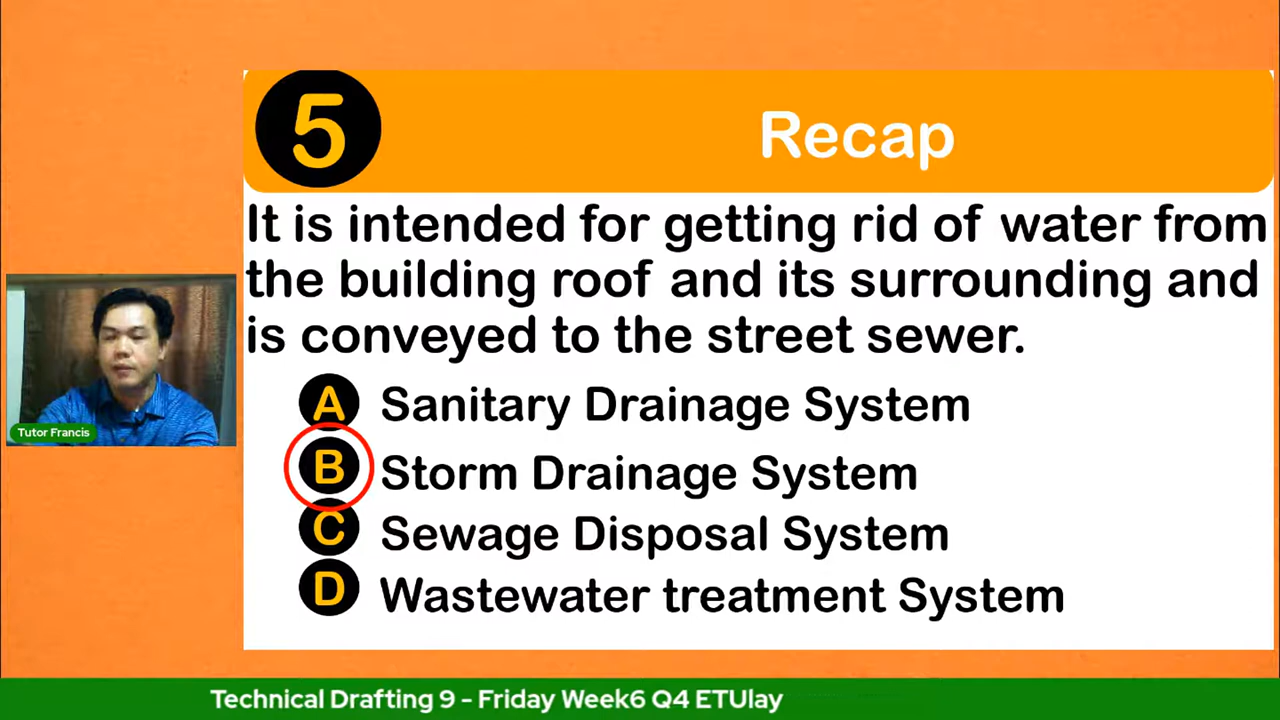 5
Recap
It is intended for getting rid of water from
the building roof and its surrounding and
is conveyed to the street sewer.
A Sanitary Drainage System
B Storm Drainage System
C Sewage Disposal System
D Wastewater treatment System
Tutor Francis
Technical Drafting 9 - Friday Week6 Q4 ETUlay